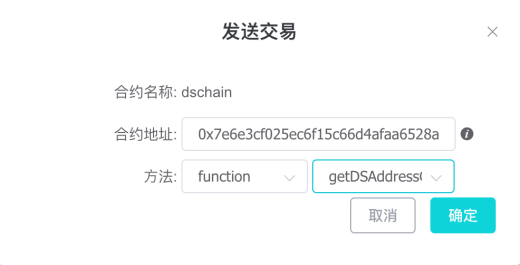 发送交易
合约名称: dschain
合约地址: 0x7e6e3cf025ec6f15c66d4afaa6528a
方法: function getDSAddress
取消 确定